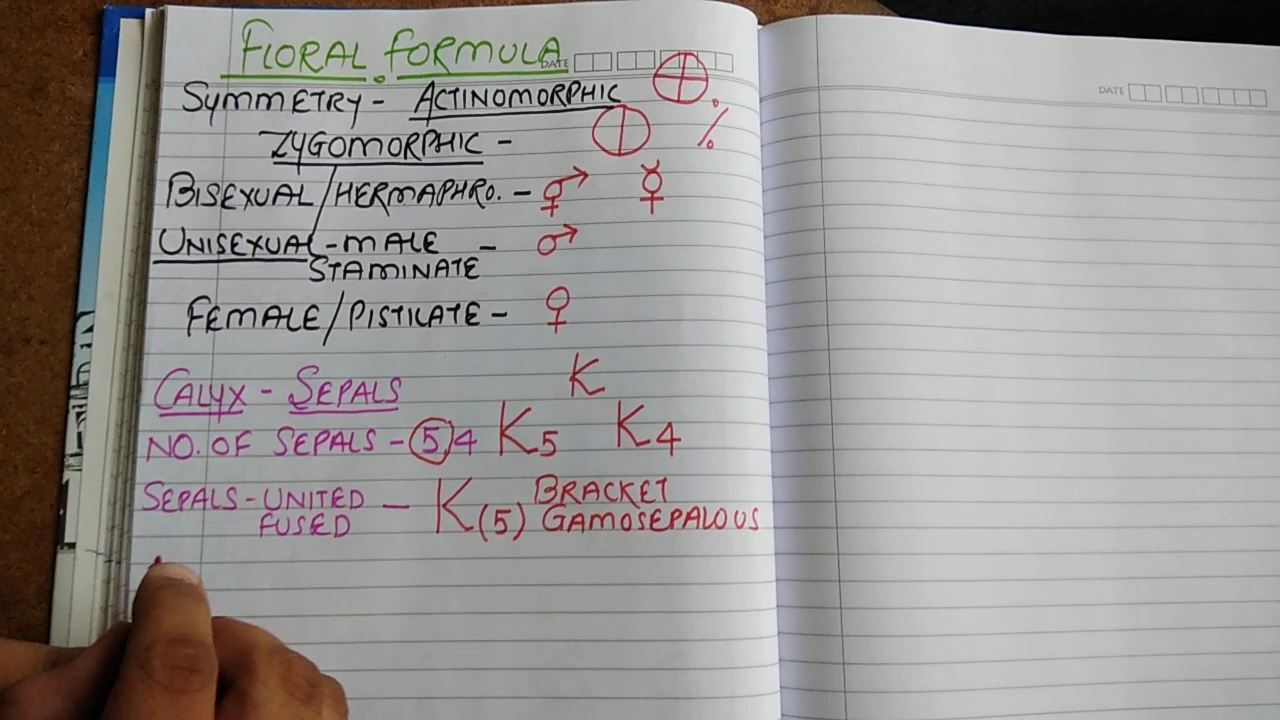 FLORAL FORMULA
DATE
SYMMETRY - ACTINOMORPHIC ⊕.
ZYGOMORPHIC - ⦶ %
BISEXUAL/HERMAPHRO. - ⚥ ☿
UNISEXUAL - MALE - ♂
STAMINATE
FEMALE/PISTILATE - ♀
CALYX - SEPALS K
NO. OF SEPALS - 5,4 K5 K4
SEPALS - UNITED FUSED - K(5) BRACKET GAMOSEPALOUS
DATE